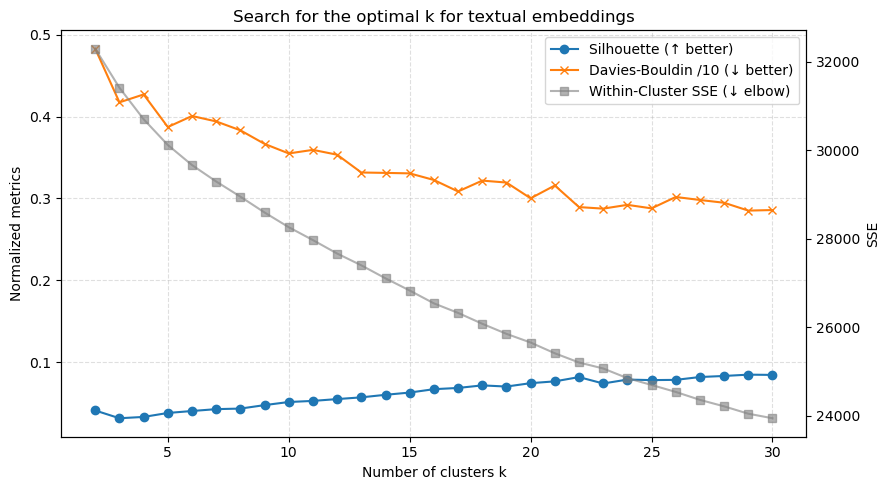 Search for the optimal k for textual embeddings
Silhouette (↑ better)
Davies-Bouldin /10 (↓ better)
Within-Cluster SSE (↓ elbow)
Normalized metrics
0.5
0.4
0.3
0.2
0.1
32000
30000
28000
26000
24000
SSE
5 10 15 20 25 30
Number of clusters k